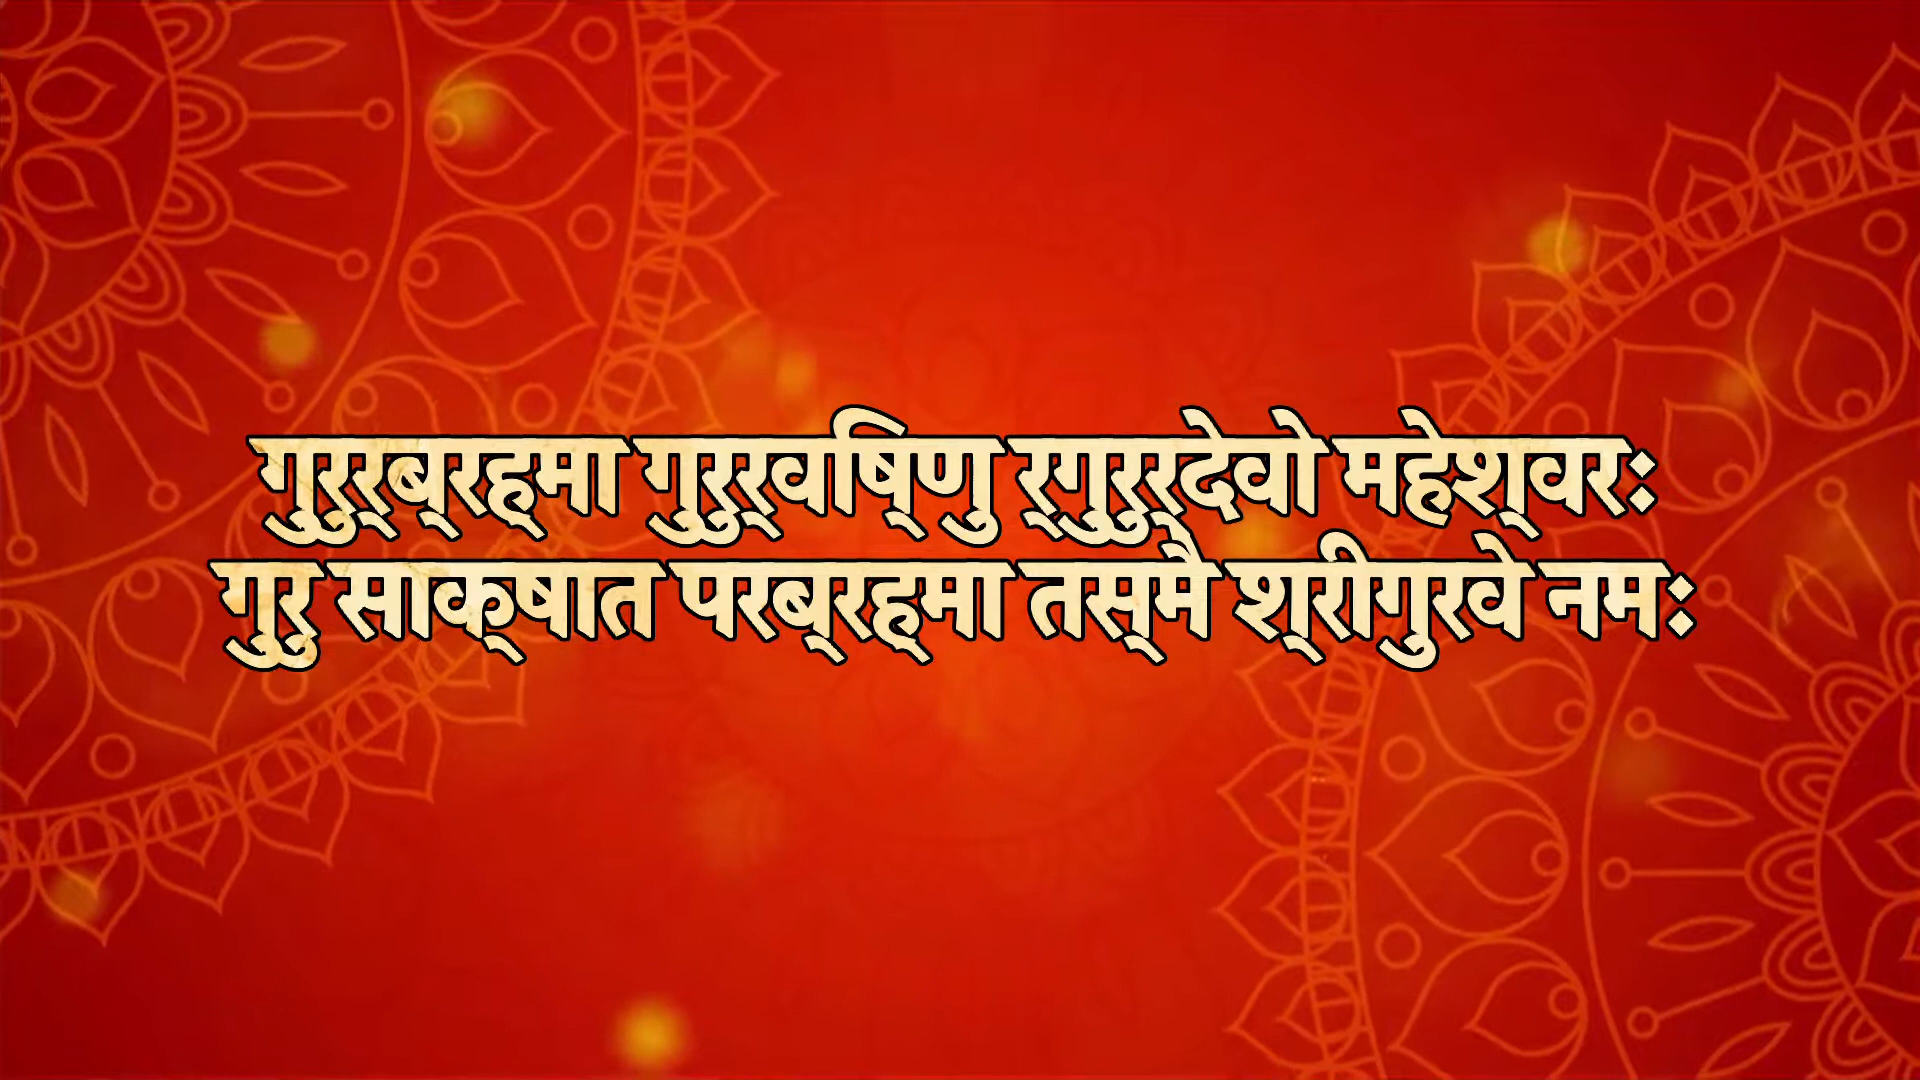 गुरुर्ब्रह्मा गुरुर्विष्णु र्गुरुर्देवो महेश्वरः
गुरु साक्षात परब्रह्मा तस्मै श्रीगुरवे नमः